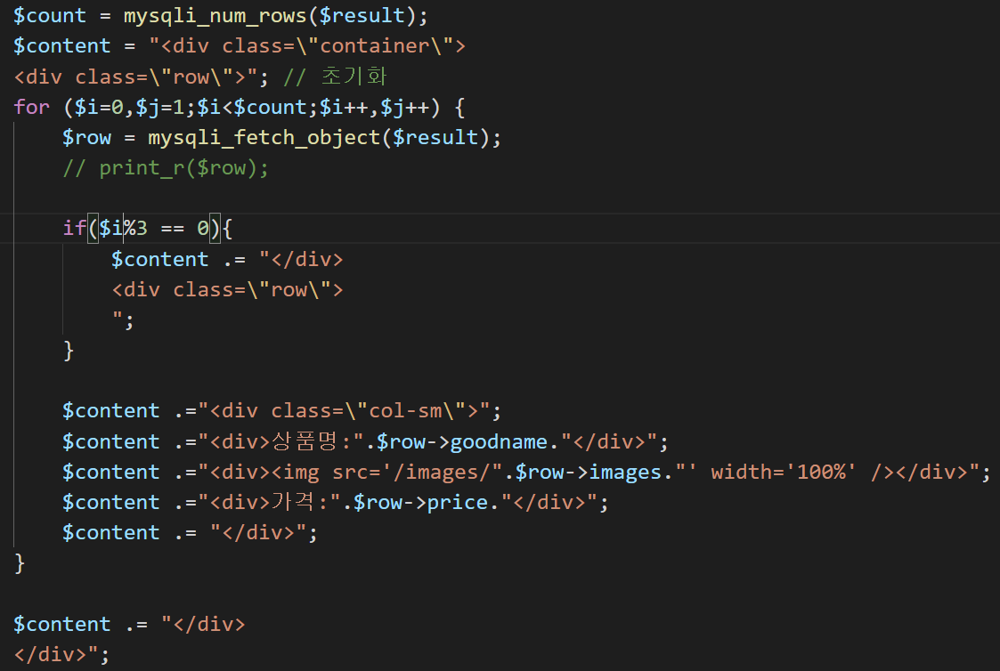 $count = mysqli_num_rows($result);
$content = "<div class=\"container\">
<div class=\"row\">"; // 초기화
for ($i=0,$j=1;$i<$count;$i++,$j++) {
    $row = mysqli_fetch_object($result);
    // print_r($row);

    if($i%3 == 0){
        $content .= "</div>
        <div class=\"row\">
        ";
    }

    $content .="<div class=\"col-sm\">";
    $content .="<div>상품명:".$row->goodname."</div>";
    $content .="<div><img src='/images/".$row->images."' width='100%' /></div>";
    $content .="<div>가격:".$row->price."</div>";
    $content .= "</div>";
}

$content .= "</div>
</div>";